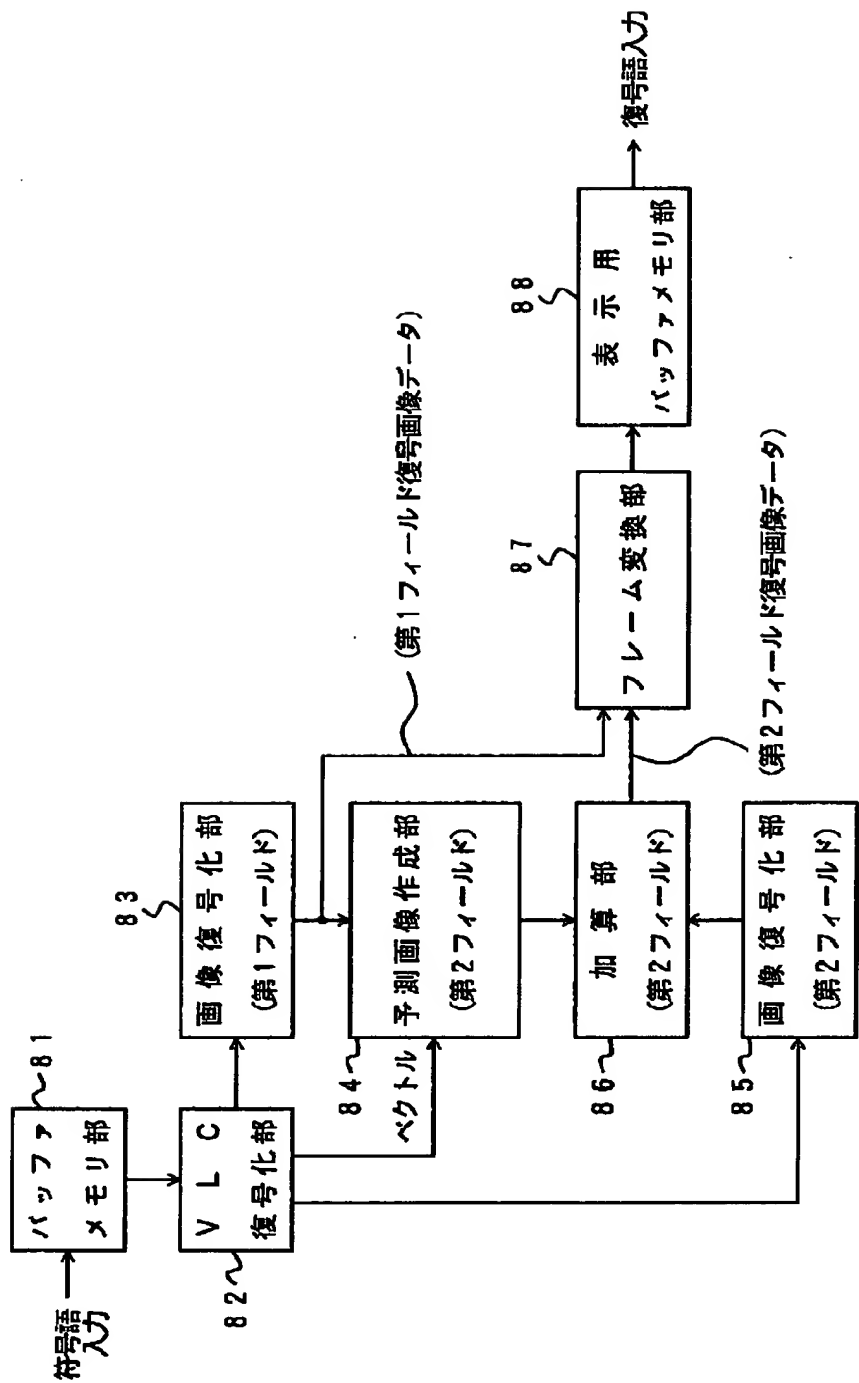 符号語
入力
バッファ
メモリ部
81
VLC
復号化部
82
83
画像復号化部
(第1フィールド)
ベクトル
84
予測画像作成部
(第2フィールド)
86
加算部
(第2フィールド)
85
画像復号化部
(第2フィールド)
(第1フィールド復号画像データ)
(第2フィールド復号画像データ)
87
フレーム変換部
88
表示用
バッファメモリ部
復号語入力